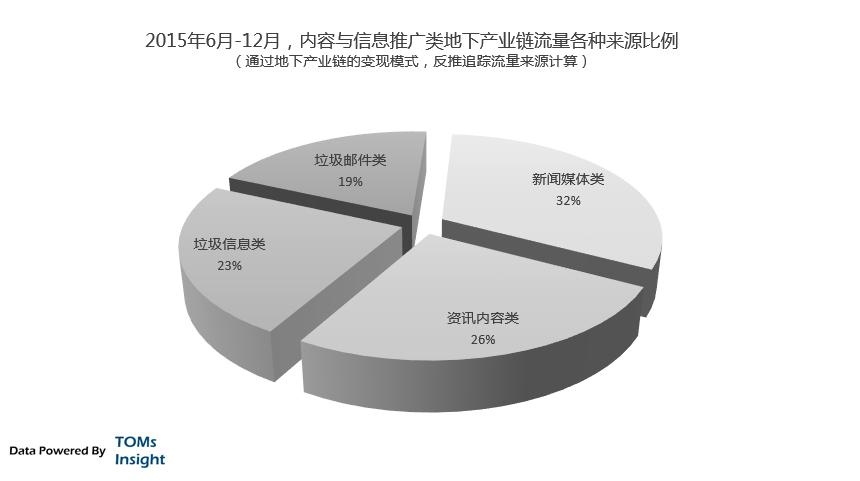 2015年6月-12月，内容与信息推广类地下产业链流量各种来源比例
（通过地下产业链的变现模式，反推追踪流量来源计算）
垃圾邮件类
19%
新闻媒体类
32%
垃圾信息类
23%
资讯内容类
26%
Data Powered By
TOMs
Insight